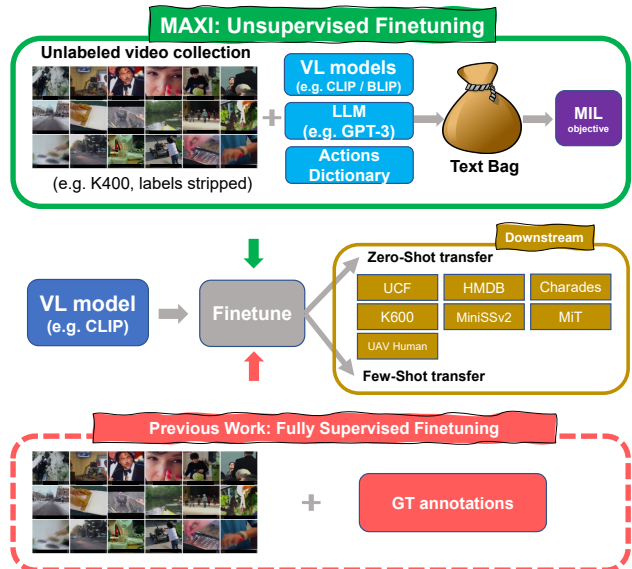 MAXI: Unsupervised Finetuning
Unlabeled video collection
(e.g. K400, labels stripped)
VL models
(e.g. CLIP / BLIP)
LLM
(e.g. GPT-3)
Actions
Dictionary
Text Bag
MIL
objective
Downstream
Zero-Shot transfer
UCF
HMDB
Charades
K600
MiniSSv2
MiT
UAV Human
Few-Shot transfer
VL model
(e.g. CLIP)
Finetune
Previous Work: Fully Supervised Finetuning
GT annotations